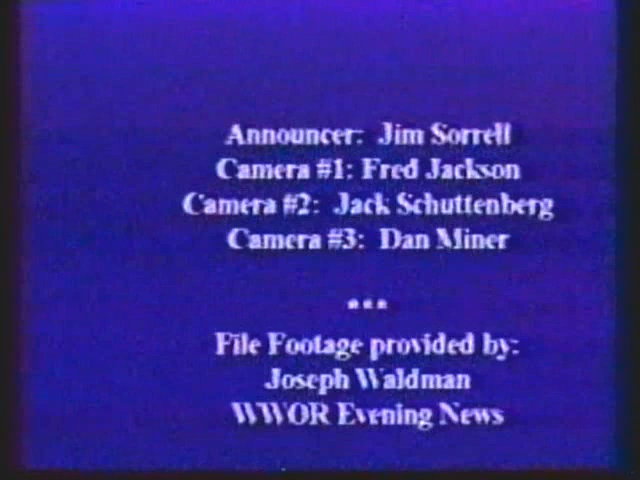 Announcer: Jim Sorrell
Camera #1: Fred Jackson
Camera #2: Jack Schuttenberg
Camera #3: Dan Miner
***
File Footage provided by:
Joseph Waldman
WWOR Evening News